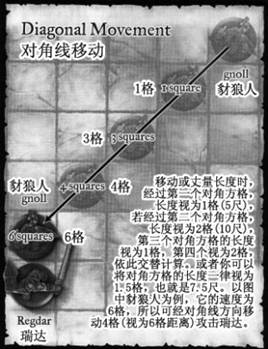 Diagonal Movement
对角线移动
gnoll
豺狼人
1格
1 square
3格
3 squares
豺狼人
gnoll
4 squares
4格
6 squares
6格
移动或丈量长度时,
经过第二个对角方格,
长度视为1格(5尺),
若经过第二个对角方格,
长度视为2格(10尺),
第三个对角方格的长度
视为1格,第四个视为2格,
依此交替计算。或者你可以
将对角方格的长度一律视为
1.5格,也就是7.5尺。以图
中豺狼人为例,它的速度为
6格,所以可经对角线方向移
动4格(视为6格距离)攻击瑞达。
Regdar
瑞达